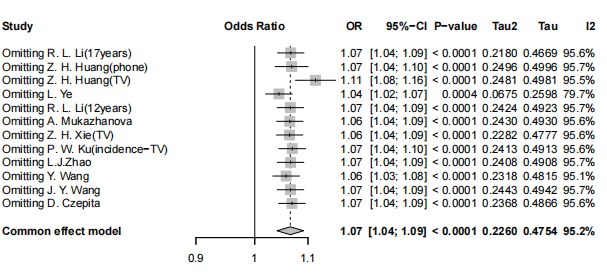 Study Odds Ratio OR 95%−CI P−value Tau2 Tau I2
Omitting R. L. Li(17years) 1.07 [1.04; 1.09] < 0.0001 0.2180 0.4669 95.6%
Omitting Z. H. Huang(phone) 1.07 [1.04; 1.10] < 0.0001 0.2496 0.4996 95.6%
Omitting Z. H. Huang(TV) 1.11 [1.08; 1.16] < 0.0001 0.2481 0.4981 95.5%
Omitting L. Ye 1.04 [1.02; 1.07] 0.0004 0.0675 0.2598 79.7%
Omitting R. L. Li(12years) 1.07 [1.04; 1.09] < 0.0001 0.2424 0.4923 95.6%
Omitting A. Mukazhanova 1.06 [1.04; 1.09] < 0.0001 0.2430 0.4930 95.6%
Omitting Z. H. Xie(TV) 1.06 [1.04; 1.09] < 0.0001 0.2282 0.4777 95.5%
Omitting P. W. Ku(incidence−TV) 1.07 [1.04; 1.10] < 0.0001 0.2413 0.4913 95.6%
Omitting L.J.Zhao 1.07 [1.04; 1.09] < 0.0001 0.2408 0.4908 95.6%
Omitting Y. Wang 1.06 [1.03; 1.08] < 0.0001 0.2318 0.4815 95.1%
Omitting J. Y. Wang 1.07 [1.04; 1.09] < 0.0001 0.2443 0.4942 95.6%
Omitting D. Czepita 1.07 [1.04; 1.09] < 0.0001 0.2368 0.4866 95.6%
Common effect model 1.07 [1.04; 1.09] < 0.0001 0.2260 0.4754 95.2%
0.9 1 1.1